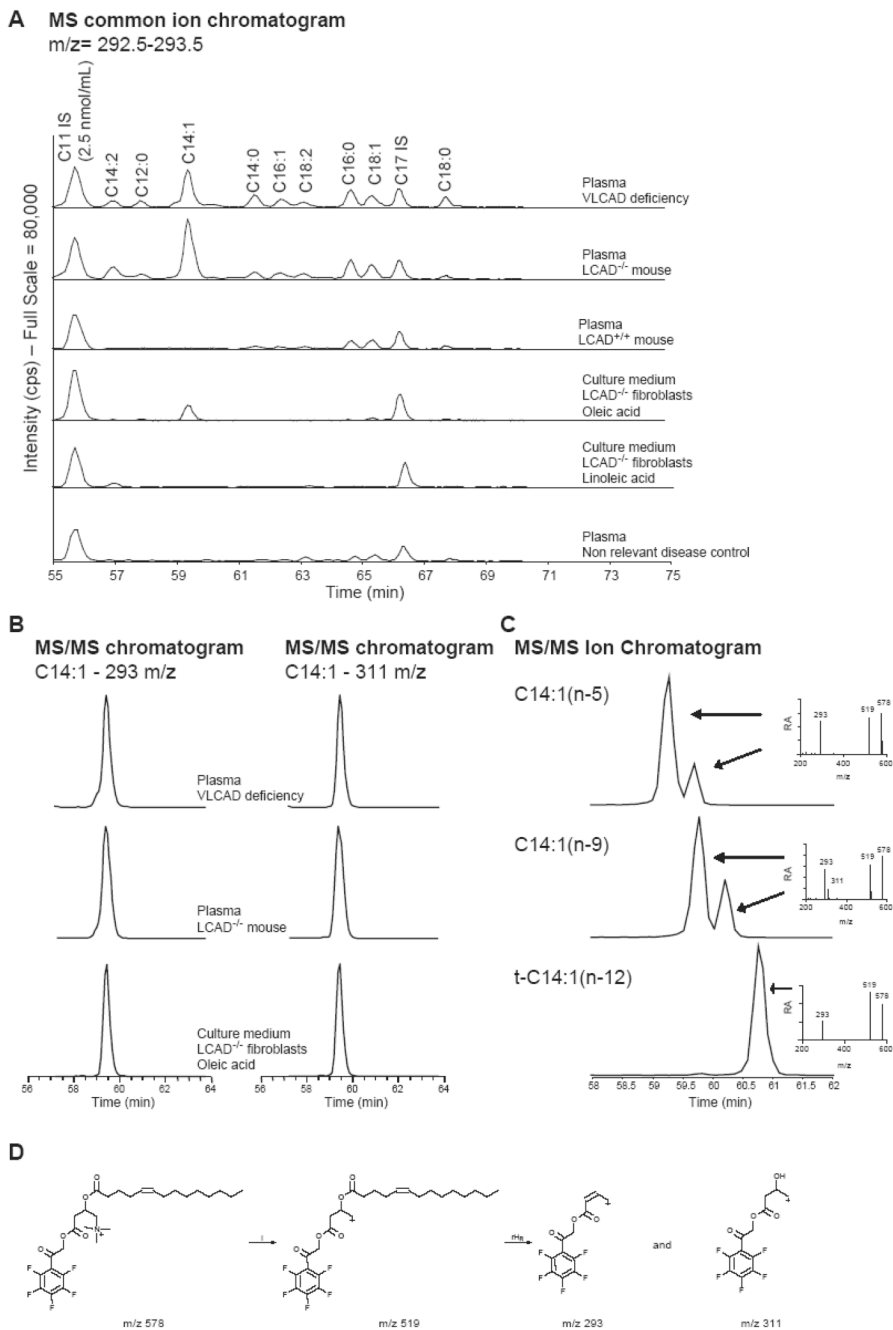 A MS common ion chromatogram
m/z= 292.5-293.5
C11 IS
(2.5 nmol/mL)
C14:2
C12:0
C14:1
C14:0
C16:1
C18:2
C16:0
C18:1
C17 IS
C18:0
Intensity (cps) – Full Scale = 80,000
Plasma
VLCAD deficiency
Plasma
LCAD-/- mouse
Plasma
LCAD+/+ mouse
Culture medium
LCAD-/- fibroblasts
Oleic acid
Culture medium
LCAD-/- fibroblasts
Linoleic acid
Plasma
Non relevant disease control
55 57 59 61 63 65 67 69 71 73 75
Time (min)
B
MS/MS chromatogram
C14:1 - 293 m/z
MS/MS chromatogram
C14:1 - 311 m/z
Plasma
VLCAD deficiency
Plasma
LCAD-/- mouse
Culture medium
LCAD-/- fibroblasts
Oleic acid
56 58 60 62 64
Time (min)
56 58 60 62 64
Time (min)
C
MS/MS Ion Chromatogram
C14:1(n-5)
RA
293
519
578
200 400 600
m/z
C14:1(n-9)
RA
293
311
519
578
200 400 600
m/z
t-C14:1(n-12)
RA
293
519
578
200 400 600
m/z
58 58.5 59 59.5 60 60.5 61 61.5 62
Time (min)
D
O
O
O
O
N
+
O
O
F
F
F
F
F
m/z 578
i
O
O
O
O
+
O
F
F
F
F
F
m/z 519
rHR
O
O
+
O
F
F
F
F
F
m/z 293
and
OH
O
O
+
O
F
F
F
F
F
m/z 311